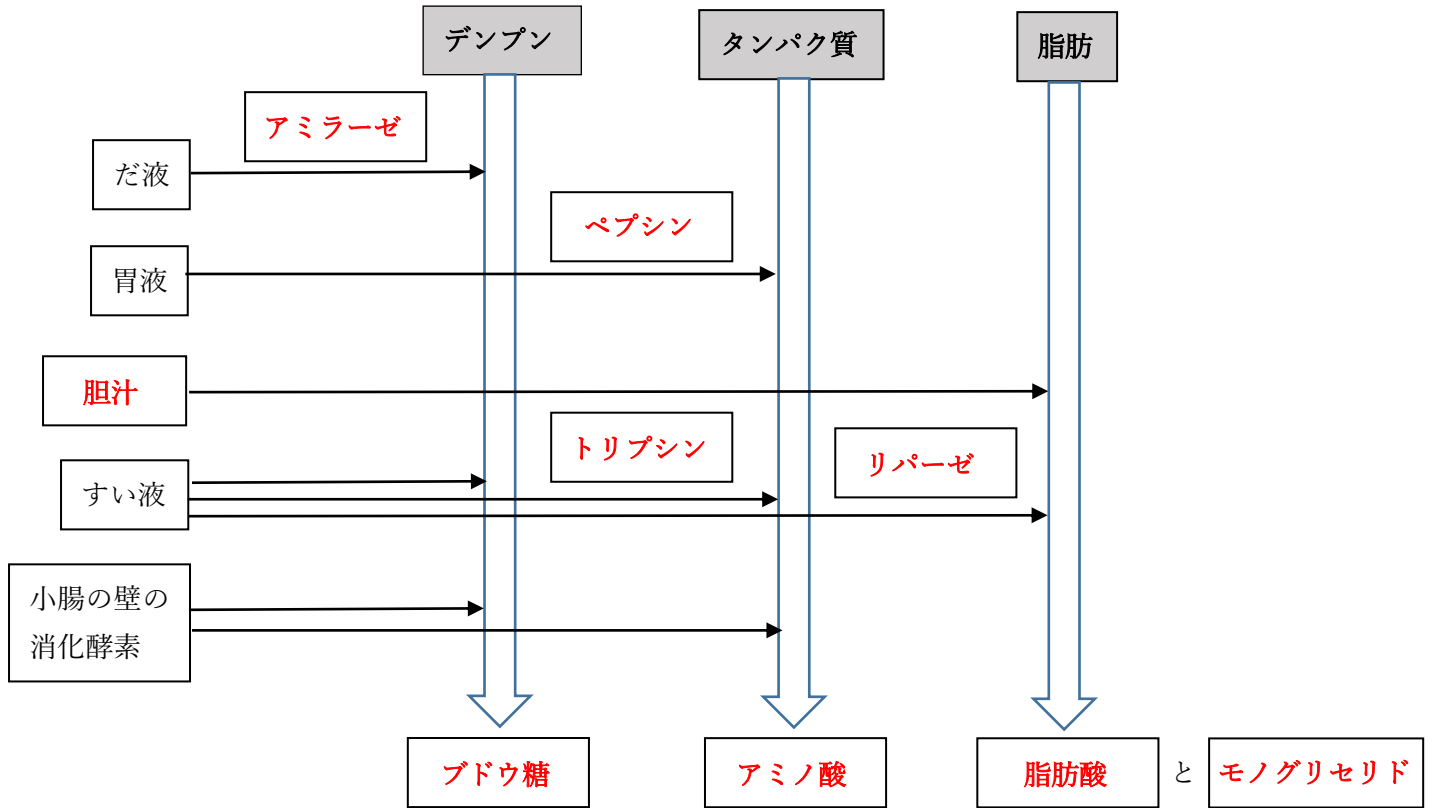 デンプン
タンパク質
脂肪
アミラーゼ
だ液
ペプシン
胃液
胆汁
トリプシン
リパーゼ
すい液
小腸の壁の
消化酵素
ブドウ糖
アミノ酸
脂肪酸 と モノグリセリド